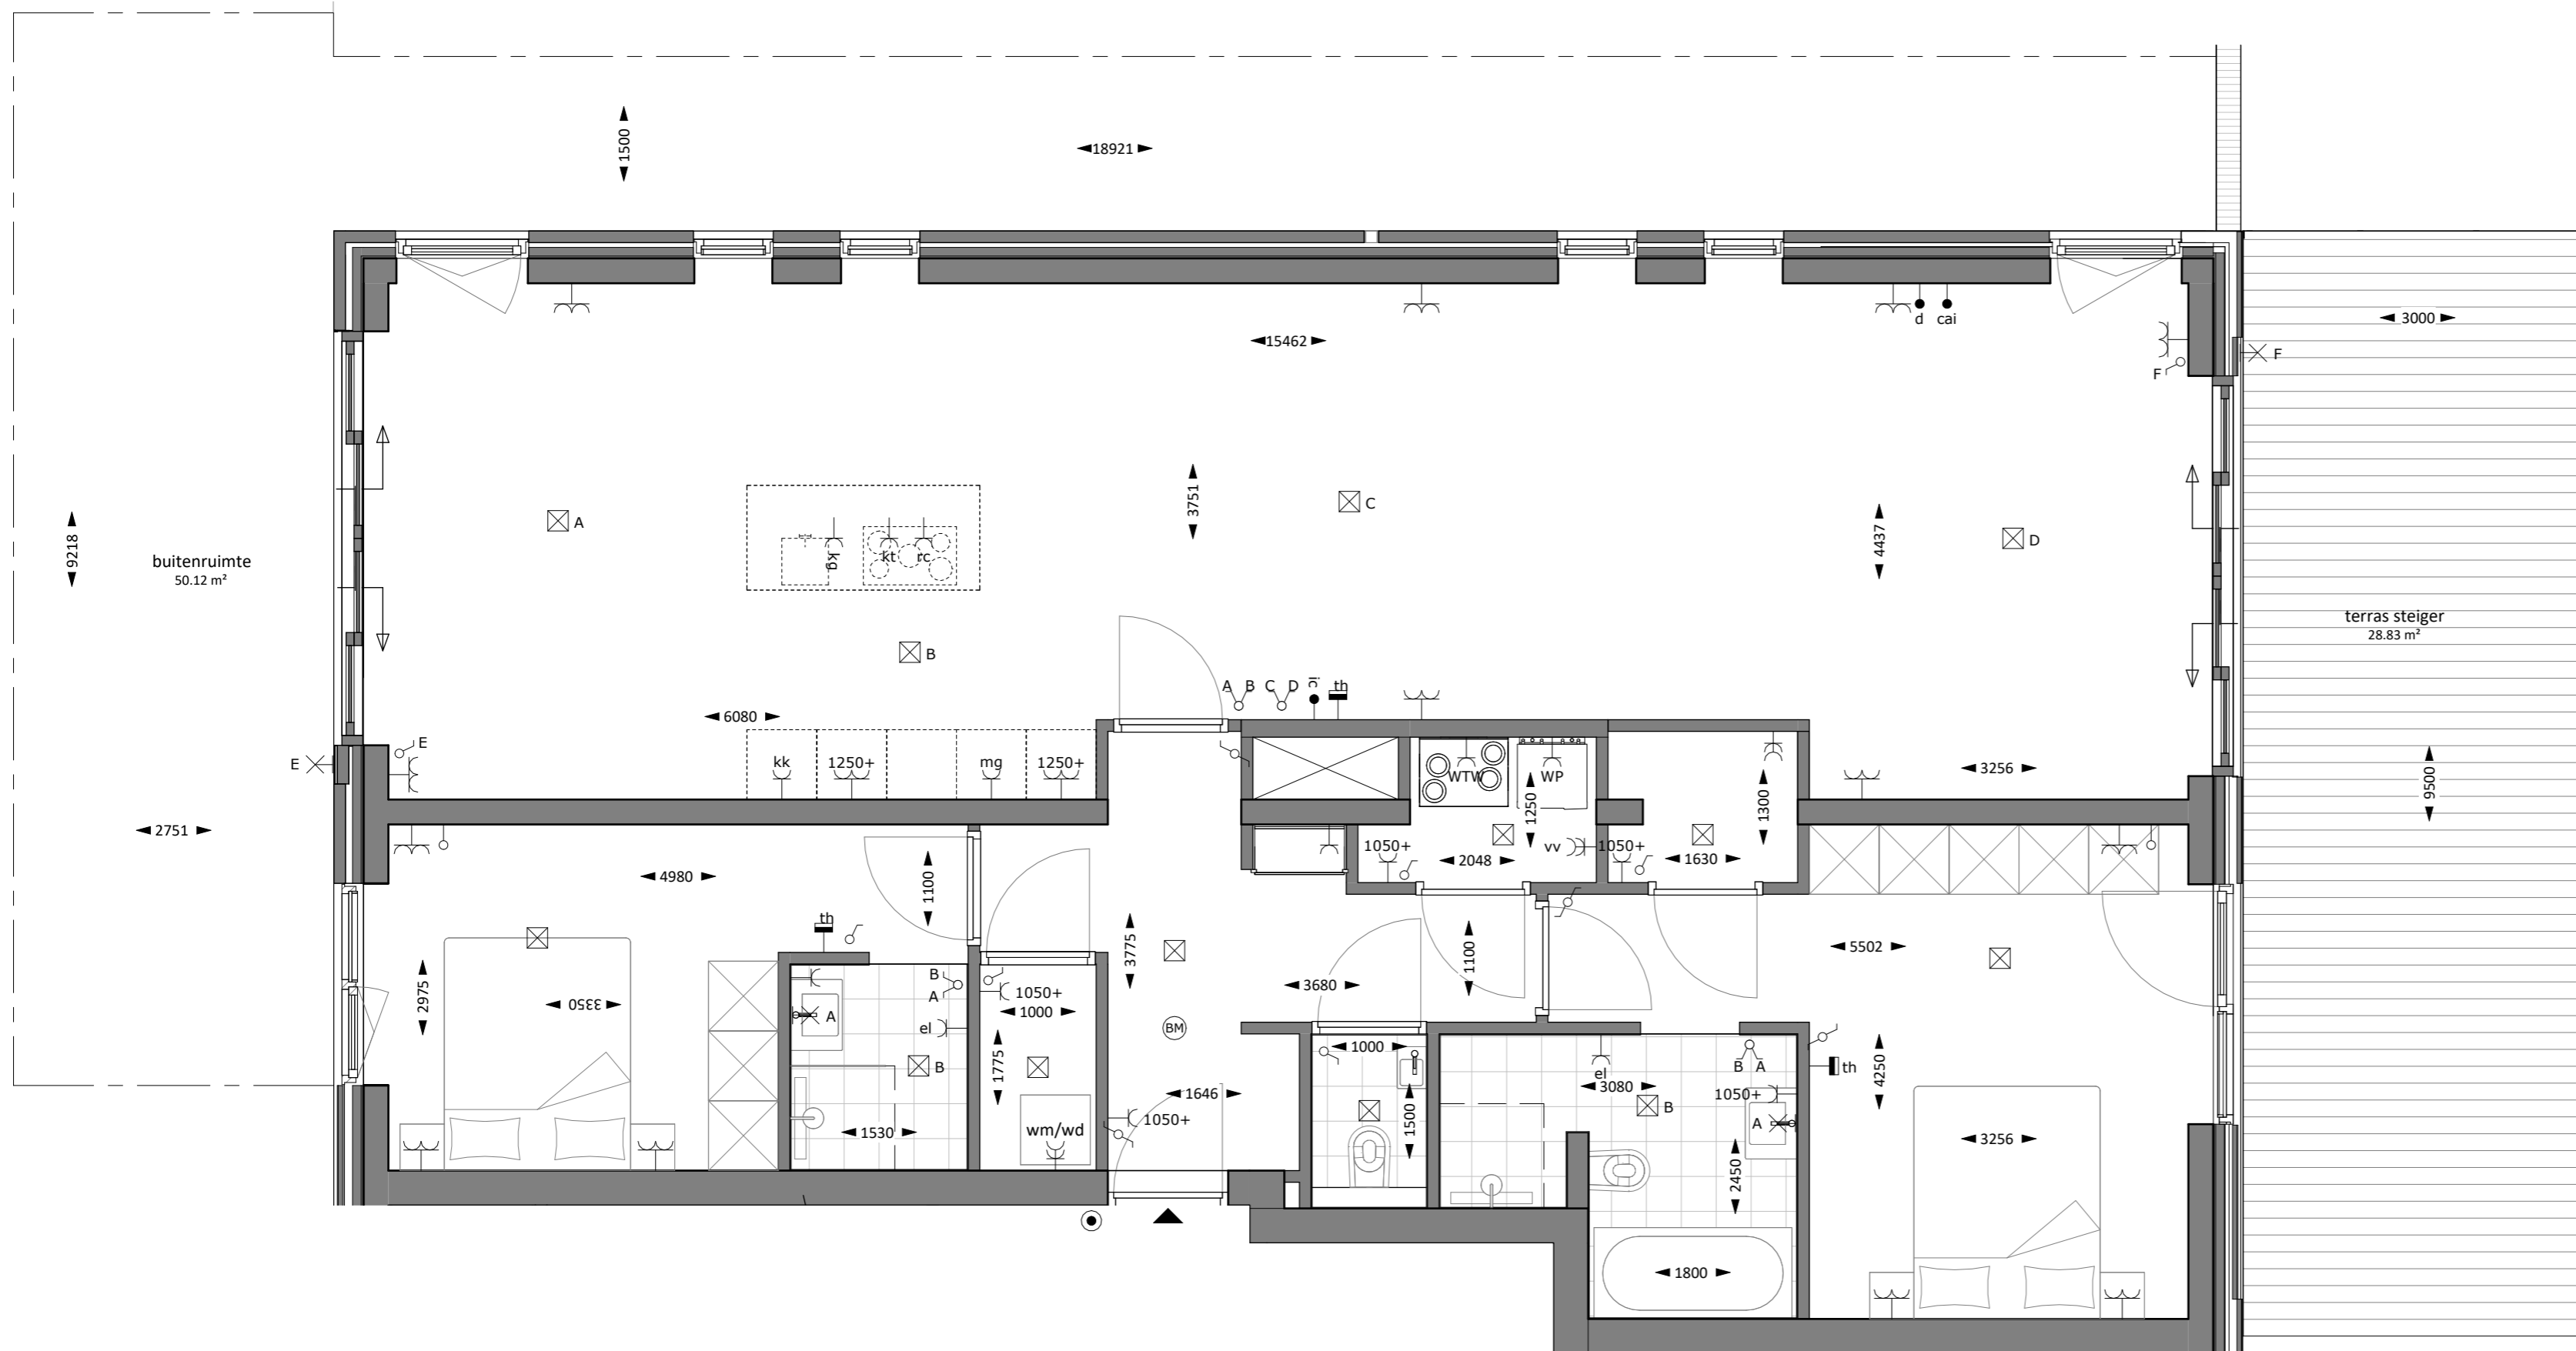 1500
18921
15462
d
cai
3000
F
F
3751
C
A
kg
kt
rc
4437
D
9218
buitenruimte
50.12 m²
B
terras steiger
28.83 m²
A
B
C
D
ic
th
6080
E
E
kk
1250+
mg
1250+
WTW
WP
1250
1300
3256
9500
2751
1050+
2048
vv
1050+
1630
4980
1100
th
3775
3680
1100
5502
2975
3350
B
A
A
el
1050+
1000
BM
1775
B
1646
1050+
1530
wm/wd
1000
1500
el
3080
B
A
1050+
B
A
th
4250
2450
3256
1800